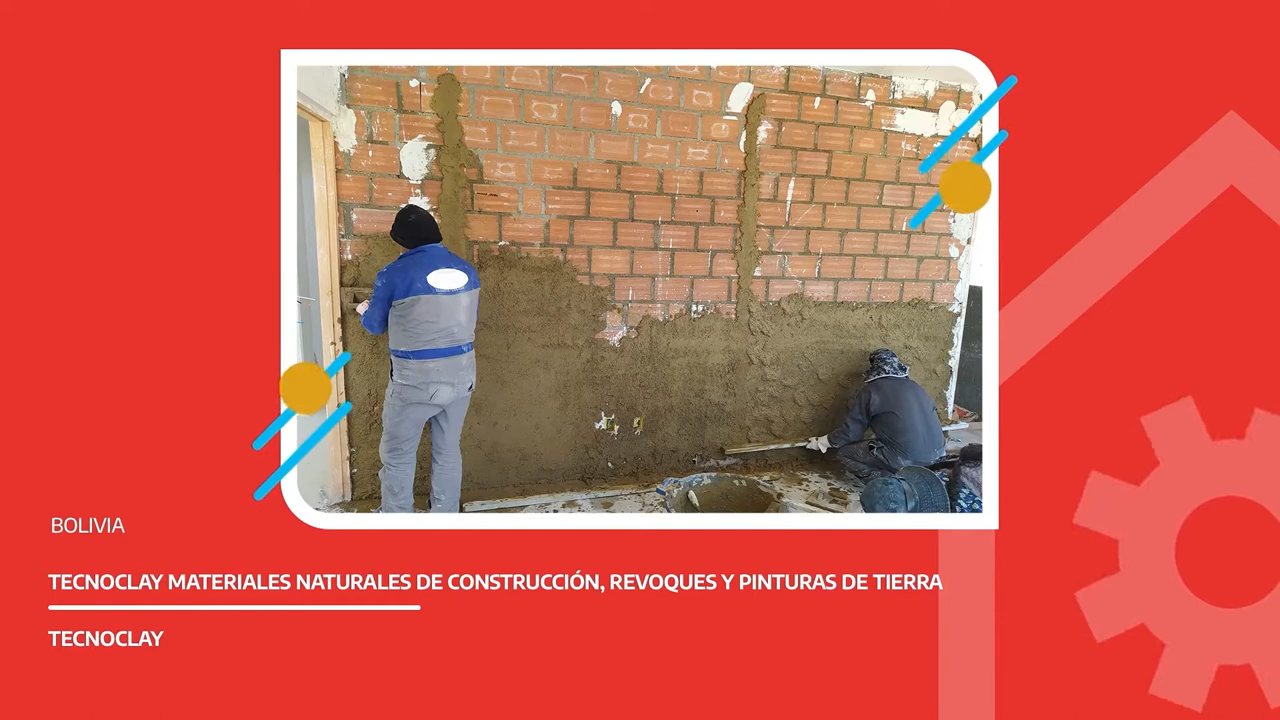 BOLIVIA
TECNOCLAY MATERIALES NATURALES DE CONSTRUCCIÓN, REVOQUES Y PINTURAS DE TIERRA
TECNOCLAY